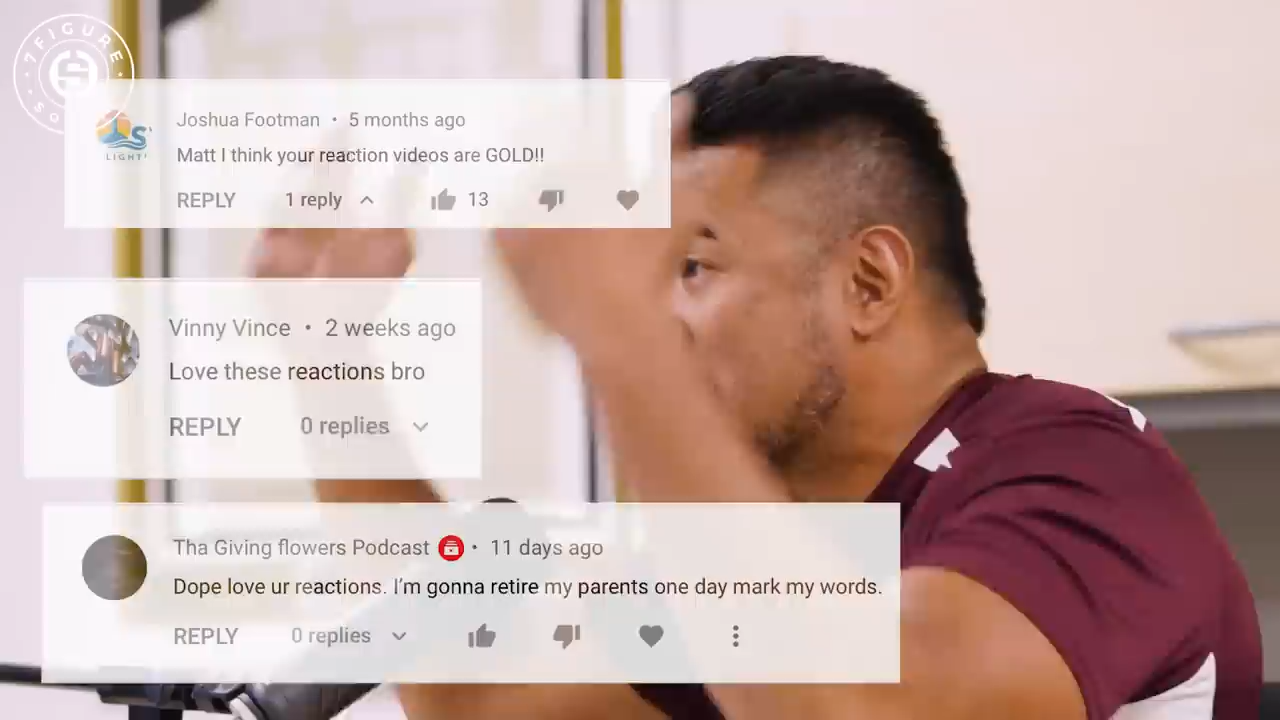 7FIGURE
Joshua Footman • 5 months ago
Matt I think your reaction videos are GOLD!!
REPLY 1 reply 13
LIGHT
Vinny Vince • 2 weeks ago
Love these reactions bro
REPLY 0 replies
Tha Giving flowers Podcast • 11 days ago
Dope love ur reactions. I’m gonna retire my parents one day mark my words.
REPLY 0 replies